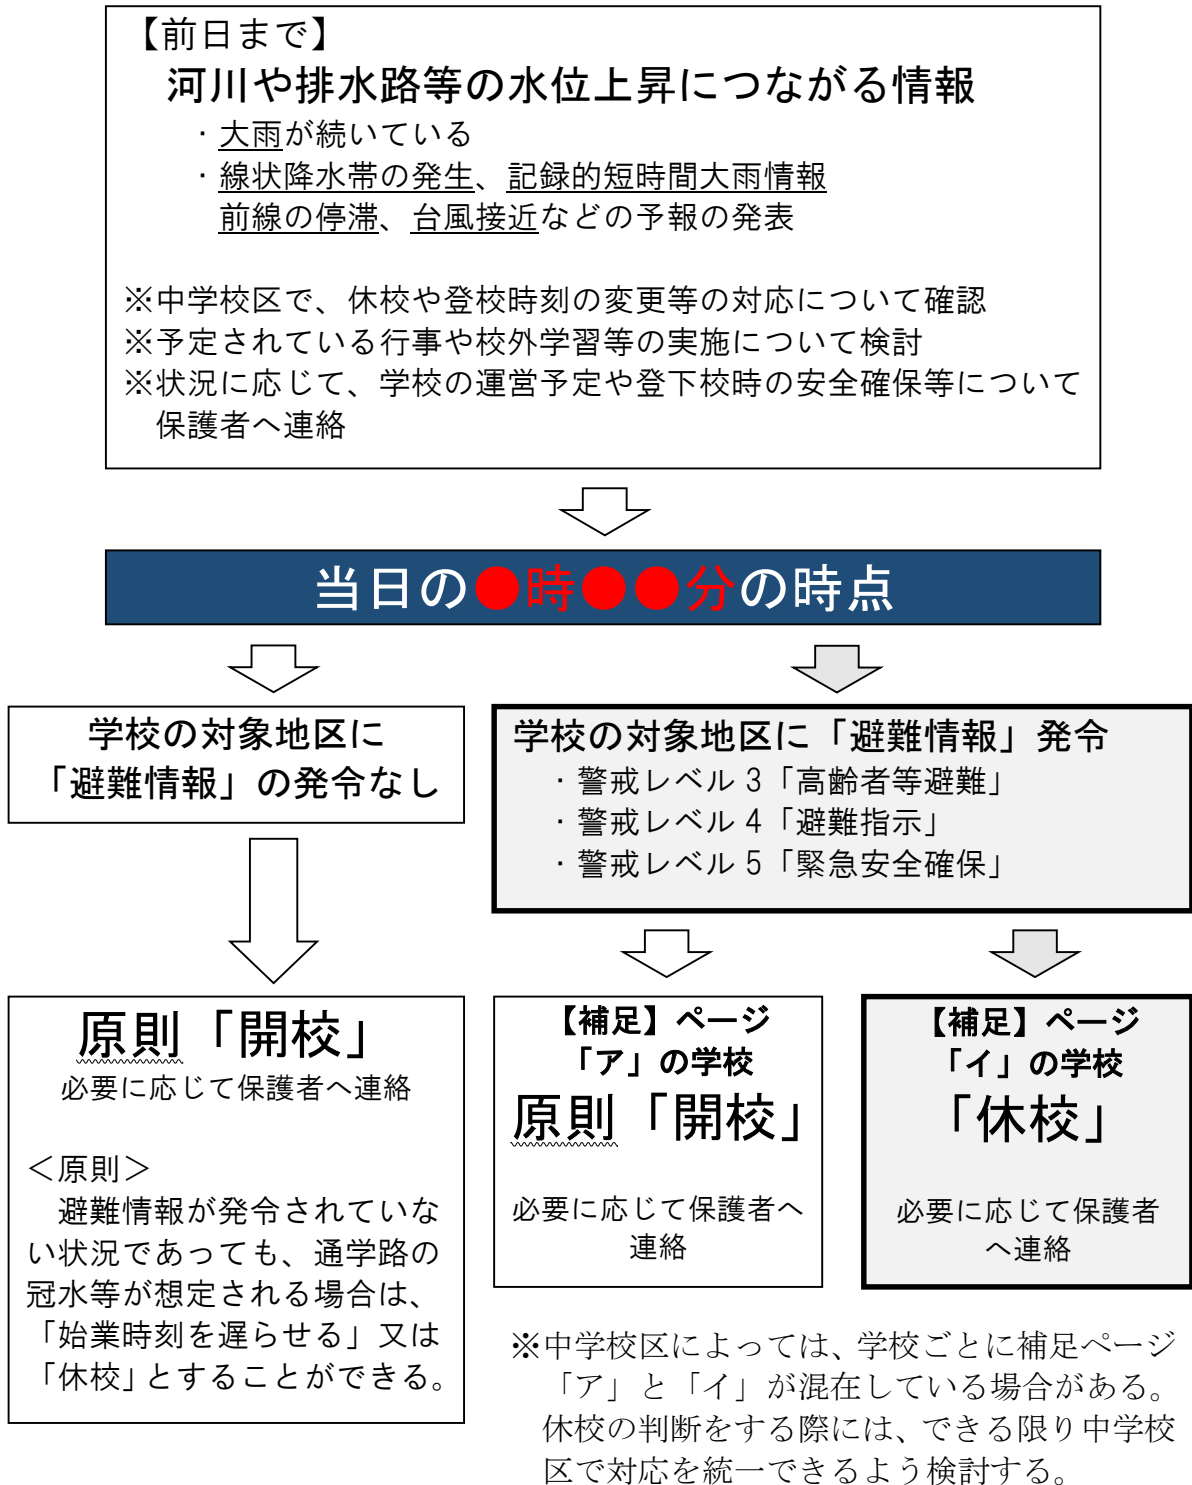 【前日まで】
河川や排水路等の水位上昇につながる情報
・大雨が続いている
・線状降水帯の発生、記録的短時間大雨情報
前線の停滞、台風接近などの予報の発表
※中学校区で、休校や登校時刻の変更等の対応について確認
※予定されている行事や校外学習等の実施について検討
※状況に応じて、学校の運営予定や登下校時の安全確保等について
保護者へ連絡
当日の●時●●分の時点
学校の対象地区に
「避難情報」の発令なし
学校の対象地区に「避難情報」発令
・警戒レベル3「高齢者等避難」
・警戒レベル4「避難指示」
・警戒レベル5「緊急安全確保」
原則「開校」
必要に応じて保護者へ連絡
＜原則＞
避難情報が発令されていな
い状況であっても、通学路の
冠水等が想定される場合は、
「始業時刻を遅らせる」又は
「休校」とすることができる。
【補足】ページ
「ア」の学校
原則「開校」
必要に応じて保護者へ
連絡
【補足】ページ
「イ」の学校
「休校」
必要に応じて保護者
へ連絡
※中学校区によっては、学校ごとに補足ページ
「ア」と「イ」が混在している場合がある。
休校の判断をする際には、できる限り中学校
区で対応を統一できるよう検討する。